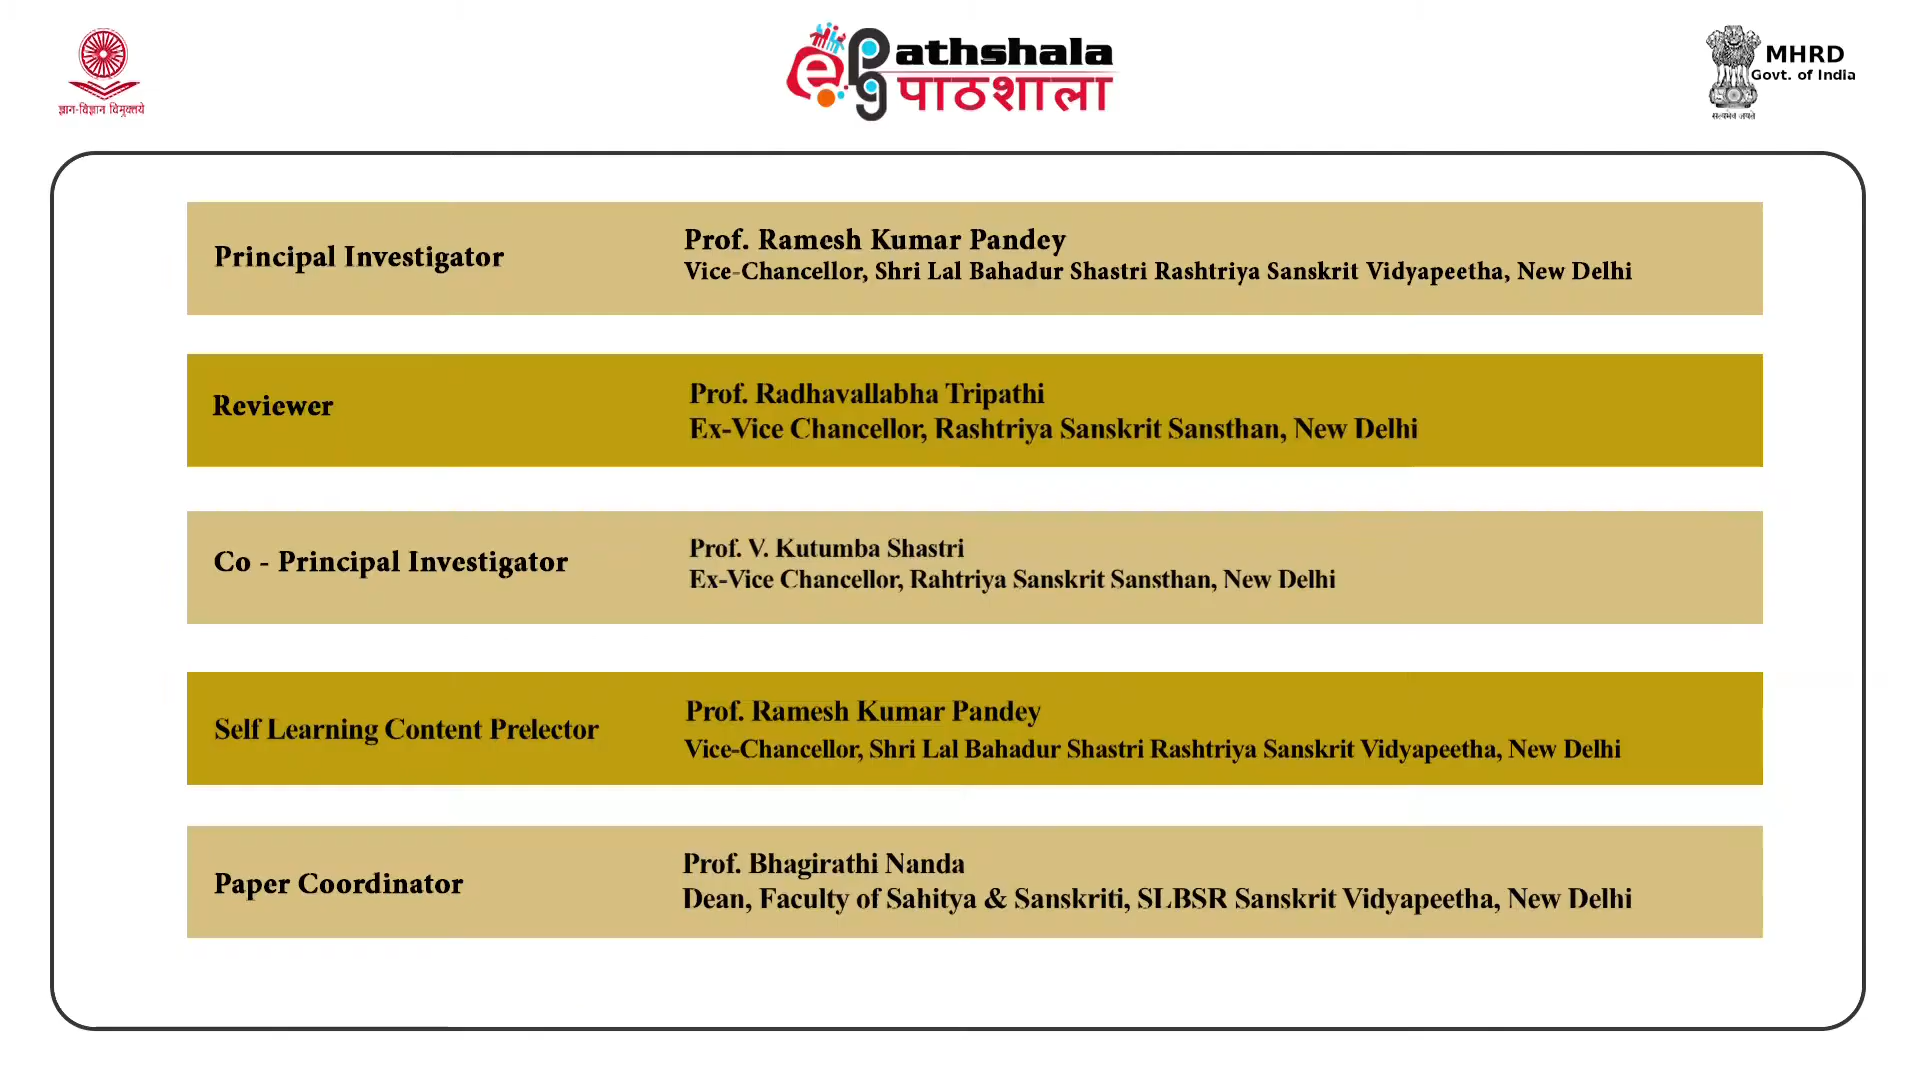 ज्ञान-विज्ञान विमुक्तये
e pg Pathshala
पाठशाला
MHRD
Govt. of India
सत्यमेव जयते
Principal Investigator
Prof. Ramesh Kumar Pandey
Vice-Chancellor, Shri Lal Bahadur Shastri Rashtriya Sanskrit Vidyapeetha, New Delhi
Reviewer
Prof. Radhavallabha Tripathi
Ex-Vice Chancellor, Rashtriya Sanskrit Sansthan, New Delhi
Co - Principal Investigator
Prof. V. Kutumba Shastri
Ex-Vice Chancellor, Rahtriya Sanskrit Sansthan, New Delhi
Self Learning Content Prelector
Prof. Ramesh Kumar Pandey
Vice-Chancellor, Shri Lal Bahadur Shastri Rashtriya Sanskrit Vidyapeetha, New Delhi
Paper Coordinator
Prof. Bhagirathi Nanda
Dean, Faculty of Sahitya & Sanskriti, SLBSR Sanskrit Vidyapeetha, New Delhi